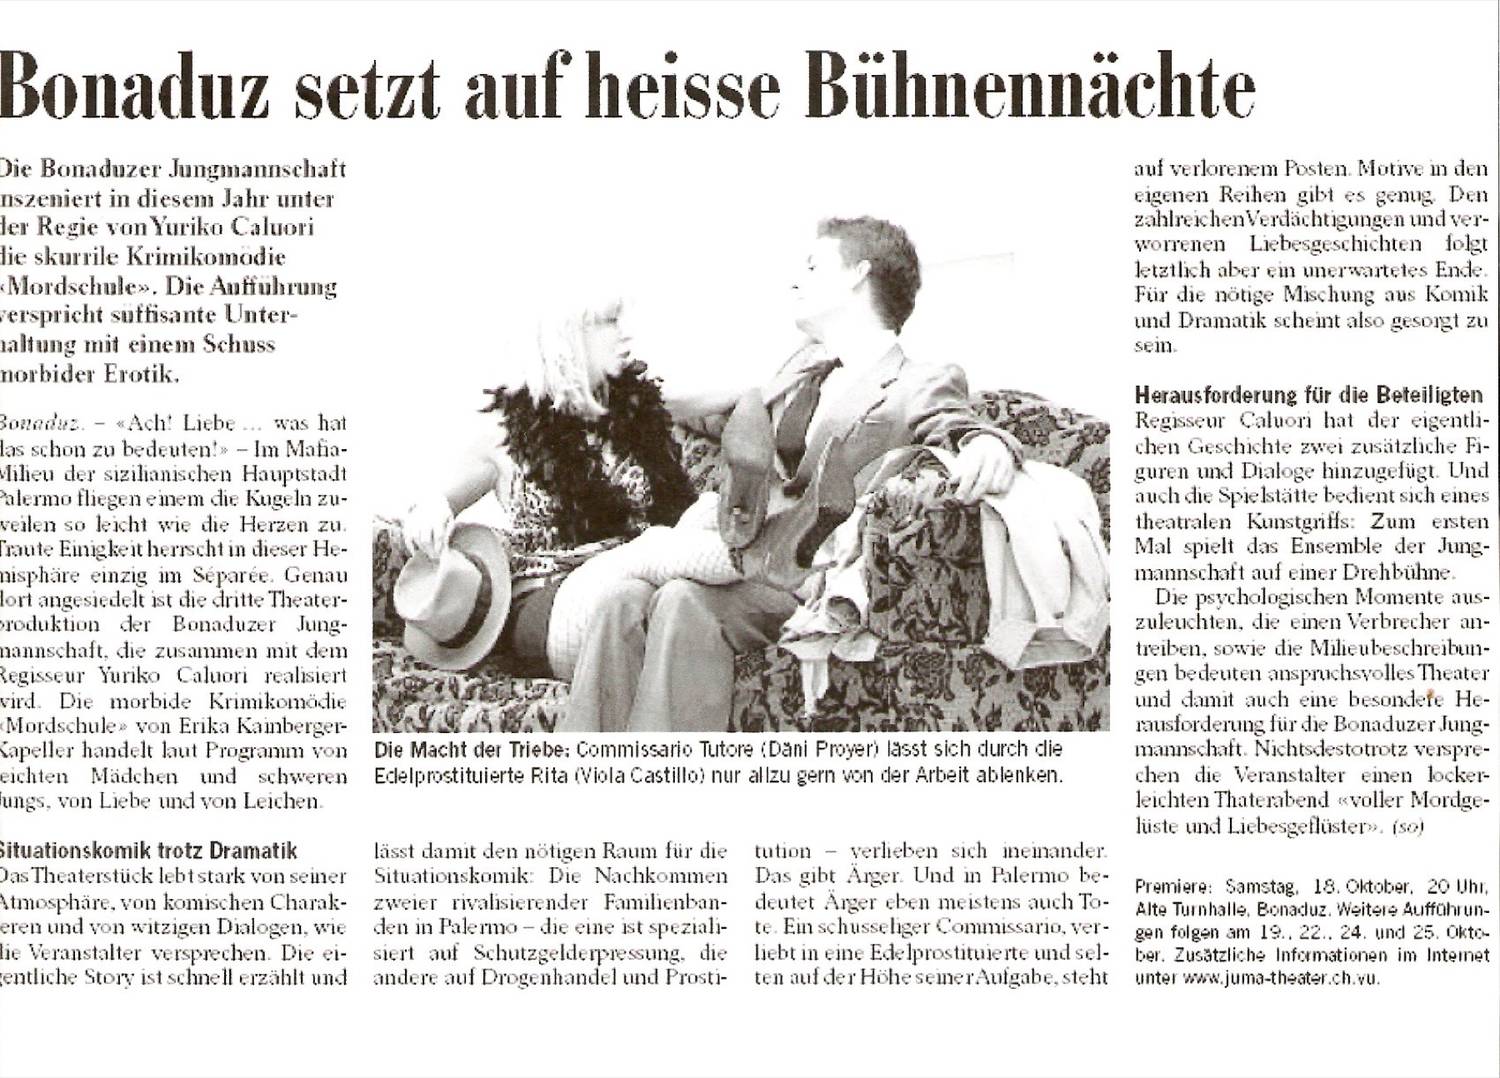 Bonaduz setzt auf heisse Bühnennächte
Die Bonaduzer Jungmannschaft
nszeniert in diesem Jahr unter
der Regie von Yuriko Caluori
die skurrile Krimikomödie
«Mordschule». Die Aufführung
verspricht süffisante Unter-
haltung mit einem Schuss
morbider Erotik.
Bonaduz. – «Ach! Liebe ... was hat
das schon zu bedeuten!» – Im Mafia-
Milieu der sizilianischen Hauptstadt
Palermo fliegen einem die Kugeln zu-
weilen so leicht wie die Herzen zu.
Traute Einigkeit herrscht in dieser He-
misphäre einzig im Séparée. Genau
dort angesiedelt ist die dritte Theater-
produktion der Bonaduzer Jung-
mannschaft, die zusammen mit dem
Regisseur Yuriko Caluori realisiert
wird. Die morbide Krimikomödie
«Mordschule» von Erika Kainberger-
Kapeller handelt laut Programm von
leichten Mädchen und schweren
Jungs, von Liebe und von Leichen.
Situationskomik trotz Dramatik
Das Theaterstück lebt stark von seiner
Atmosphäre, von komischen Charak-
teren und von witzigen Dialogen, wie
die Veranstalter versprechen. Die ei-
gentliche Story ist schnell erzählt und
Die Macht der Triebe: Commissario Tutore (Däni Proyer) lässt sich durch die
Edelprostituierte Rita (Viola Castillo) nur allzu gern von der Arbeit ablenken.
lässt damit den nötigen Raum für die
Situationskomik: Die Nachkommen
zweier rivalisierender Familienban-
den in Palermo – die eine ist speziali-
siert auf Schutzgelderpressung, die
andere auf Drogenhandel und Prosti-
tution – verlieben sich ineinander.
Das gibt Ärger. Und in Palermo be-
deutet Ärger eben meistens auch To-
te. Ein schusseliger Commissario, ver-
liebt in eine Edelprostituierte und sel-
ten auf der Höhe seiner Aufgabe, steht
auf verlorenem Posten. Motive in den
eigenen Reihen gibt es genug. Den
zahlreichen Verdächtigungen und ver-
worrenen Liebesgeschichten folgt
letztlich aber ein unerwartetes Ende.
Für die nötige Mischung aus Komik
und Dramatik scheint also gesorgt zu
sein.
Herausforderung für die Beteiligten
Regisseur Caluori hat der eigentli-
chen Geschichte zwei zusätzliche Fi-
guren und Dialoge hinzugefügt. Und
auch die Spielstätte bedient sich eines
theatralen Kunstgriffs: Zum ersten
Mal spielt das Ensemble der Jung-
mannschaft auf einer Drehbühne.
Die psychologischen Momente aus-
zuleuchten, die einen Verbrecher an-
treiben, sowie die Milieubeschreibun-
gen bedeuten anspruchsvolles Theater
und damit auch eine besondere He-
rausforderung für die Bonaduzer Jung-
mannschaft. Nichtsdestotrotz verspre-
chen die Veranstalter einen locker-
leichten Thaterabend «voller Mordge-
lüste und Liebesgeflüster». (so)
Premiere: Samstag, 18. Oktober, 20 Uhr,
Alte Turnhalle, Bonaduz. Weitere Aufführun-
gen folgen am 19., 22., 24. und 25. Okto-
ber. Zusätzliche Informationen im Internet
unter www.juma-theater.ch.vu.